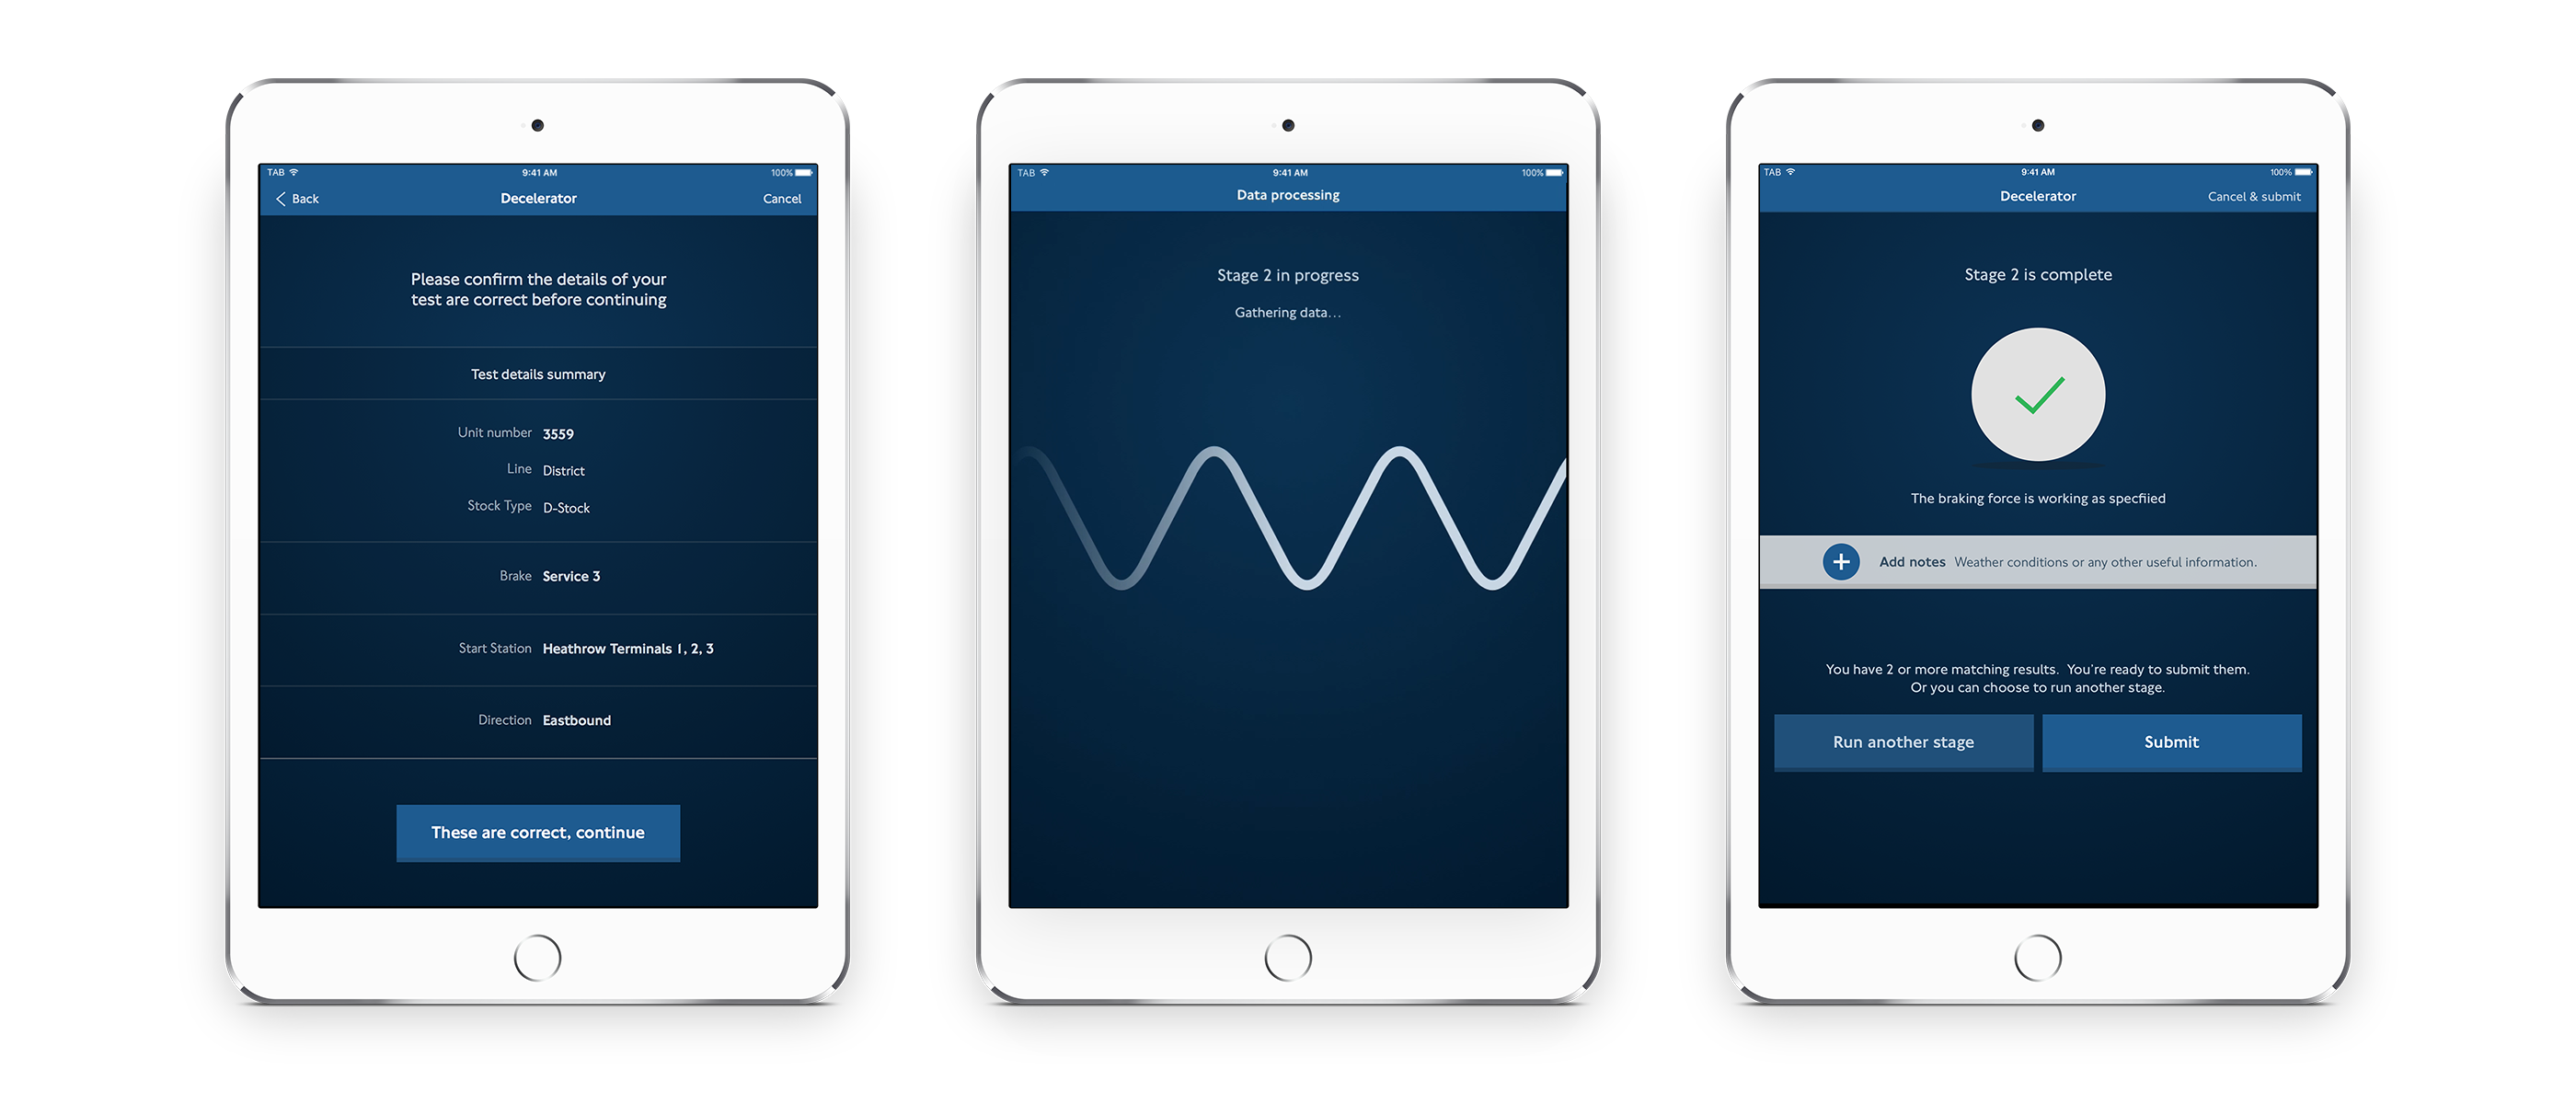 TAB 9:41 AM 100%
Back Decelerator Cancel
Please confirm the details of your
test are correct before continuing
Test details summary
Unit number 3559
Line District
Stock Type D-Stock
Brake Service 3
Start Station Heathrow Terminals 1, 2, 3
Direction Eastbound
These are correct, continue
TAB 9:41 AM 100%
Data processing
Stage 2 in progress
Gathering data...
TAB 9:41 AM 100%
Decelerator Cancel & submit
Stage 2 is complete
The braking force is working as specfiied
Add notes Weather conditions or any other useful information.
You have 2 or more matching results. You're ready to submit them.
Or you can choose to run another stage.
Run another stage Submit